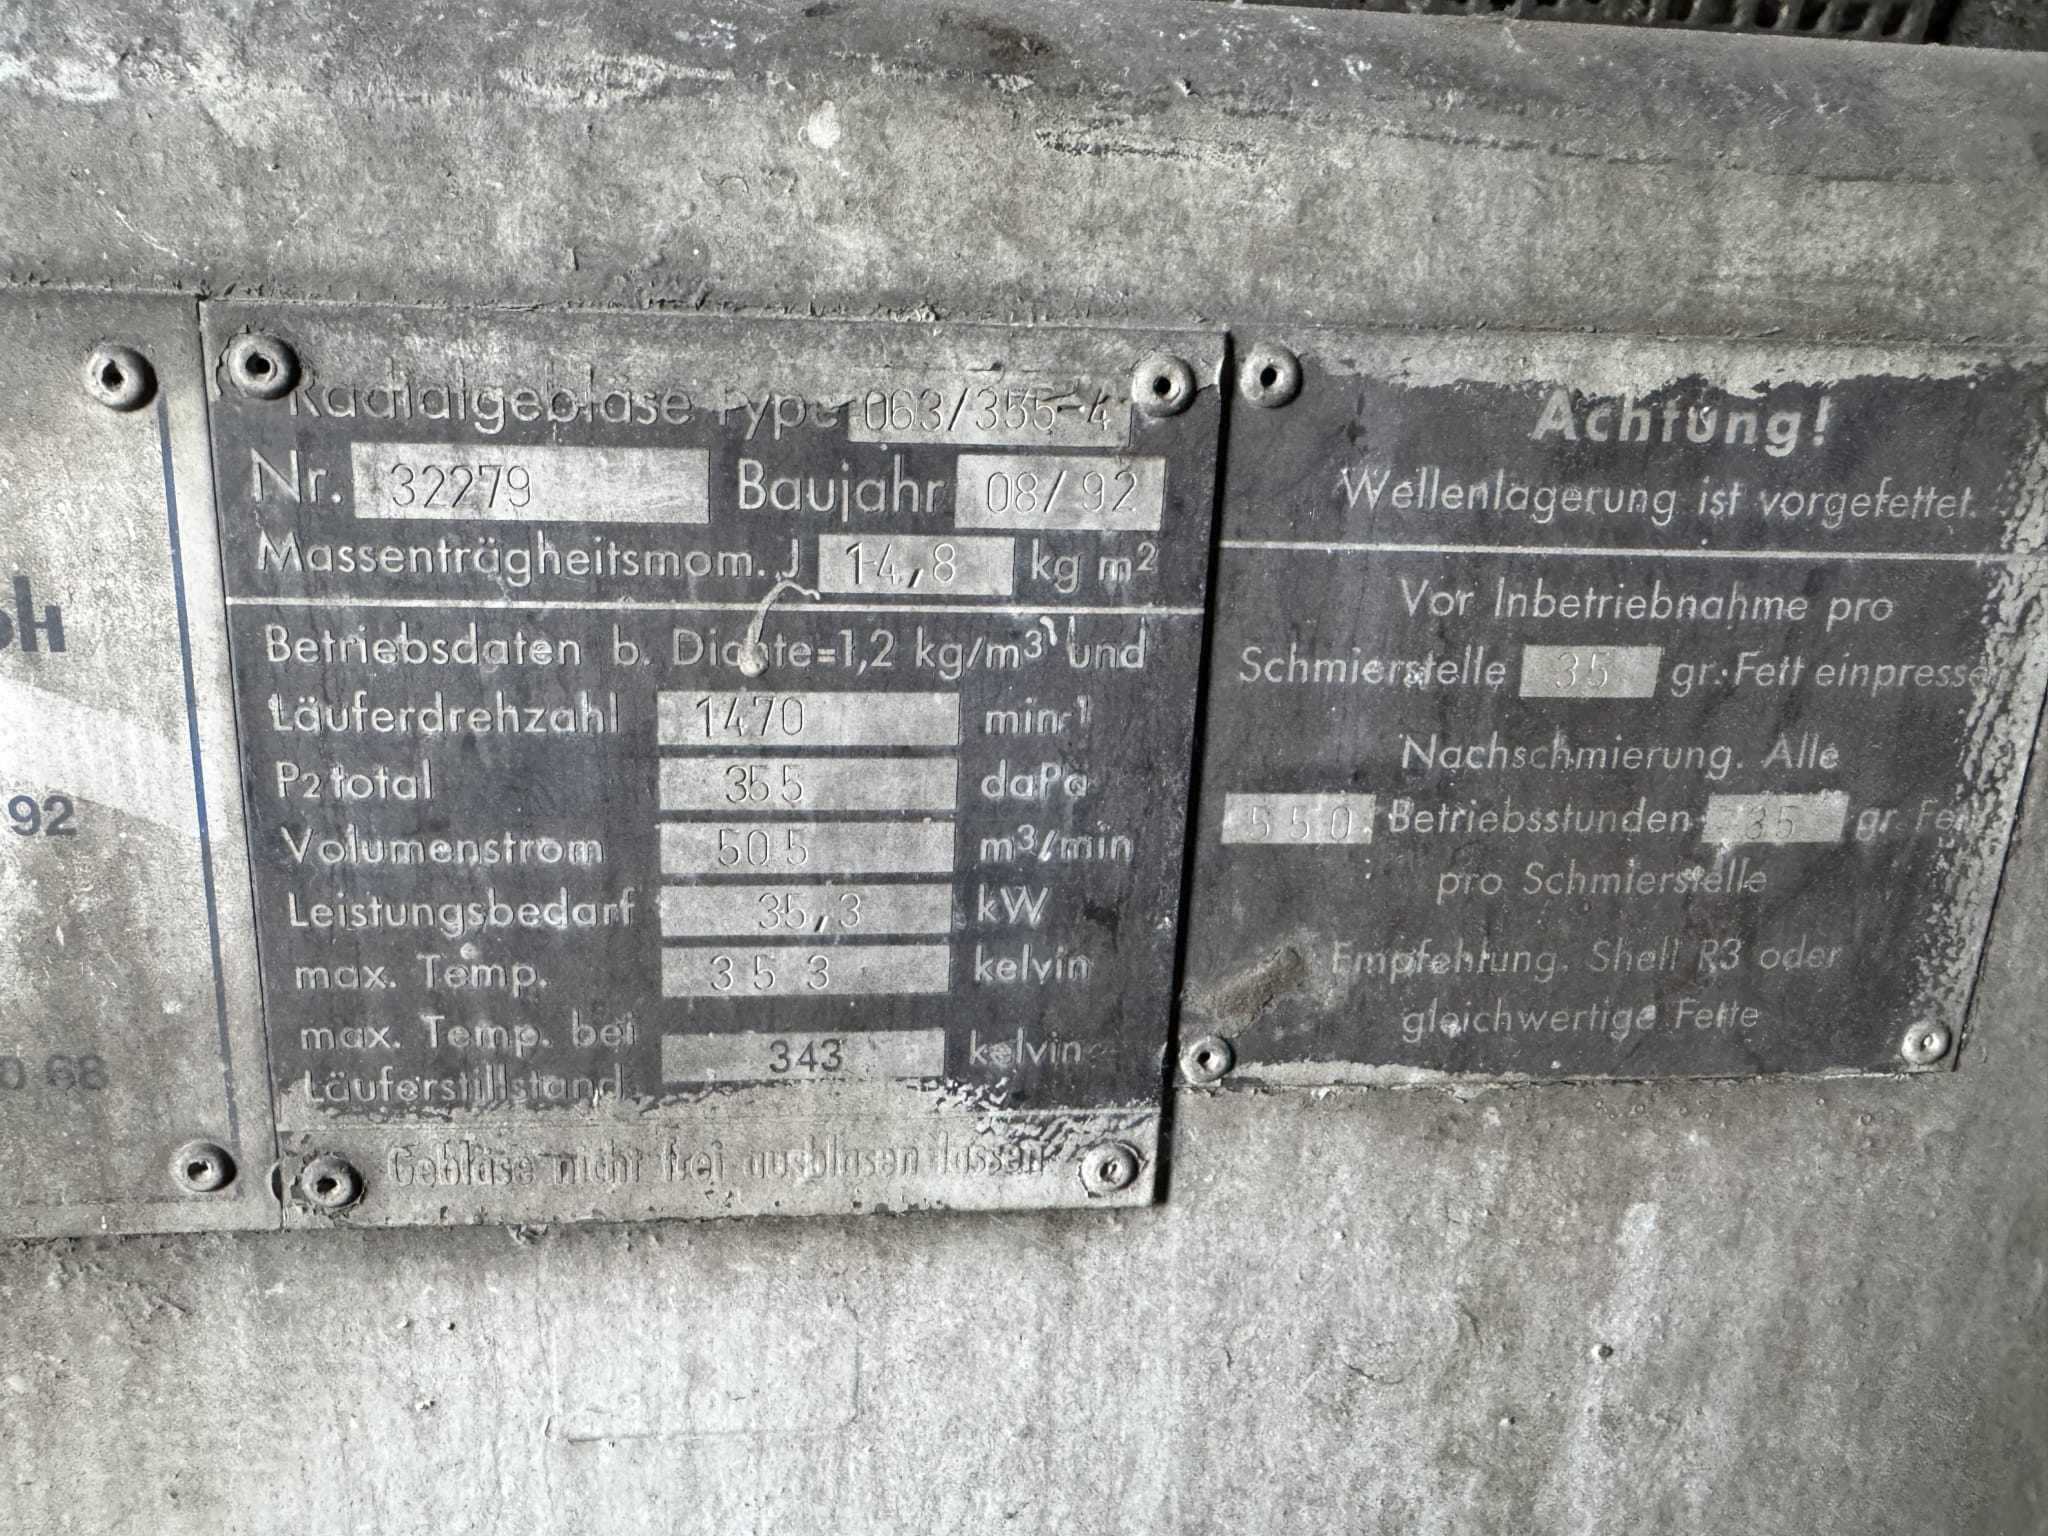 92
0 68
Radialgebläse Type 063/355-4
Nr. 32279 Baujahr 08/92
Massenträgheitsmom. J 14,8 kg m²
Betriebsdaten b. Dichte=1,2 kg/m³ und
Läuferdrehzahl 1470 min-1
P2 total 355 daPa
Volumenstrom 505 m³/min
Leistungsbedarf 35,3 kW
max. Temp. 353 kelvin
max. Temp. bei 343 kelvin
Läuferstillstand
Gebläse nicht frei ausblasen lassen
Achtung!
Wellenlagerung ist vorgefettet.
Vor Inbetriebnahme pro
Schmierstelle 35 gr. Fett einpresse
Nachschmierung. Alle
550 Betriebsstunden 35 gr. Fe
pro Schmierstelle
Empfehlung. Shell R3 oder
gleichwertige Fette